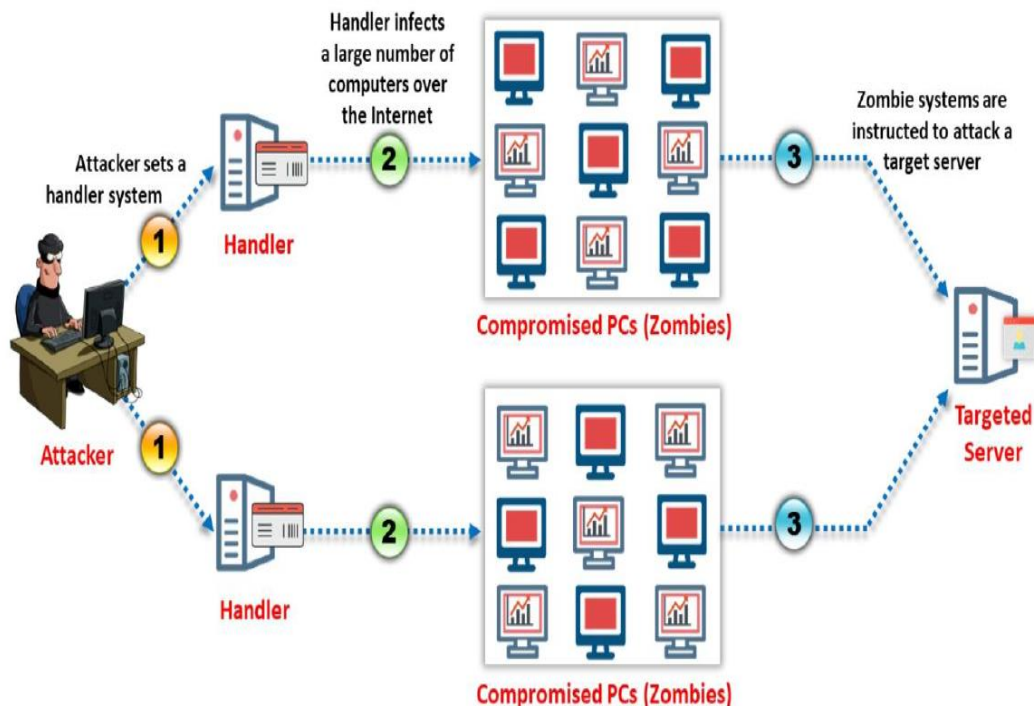 Handler infects
a large number of
computers over
the Internet
Attacker sets a
handler system
Zombie systems are
instructed to attack a
target server
1
2
3
Handler
Compromised PCs (Zombies)
Attacker
Targeted
Server
1
2
3
Handler
Compromised PCs (Zombies)